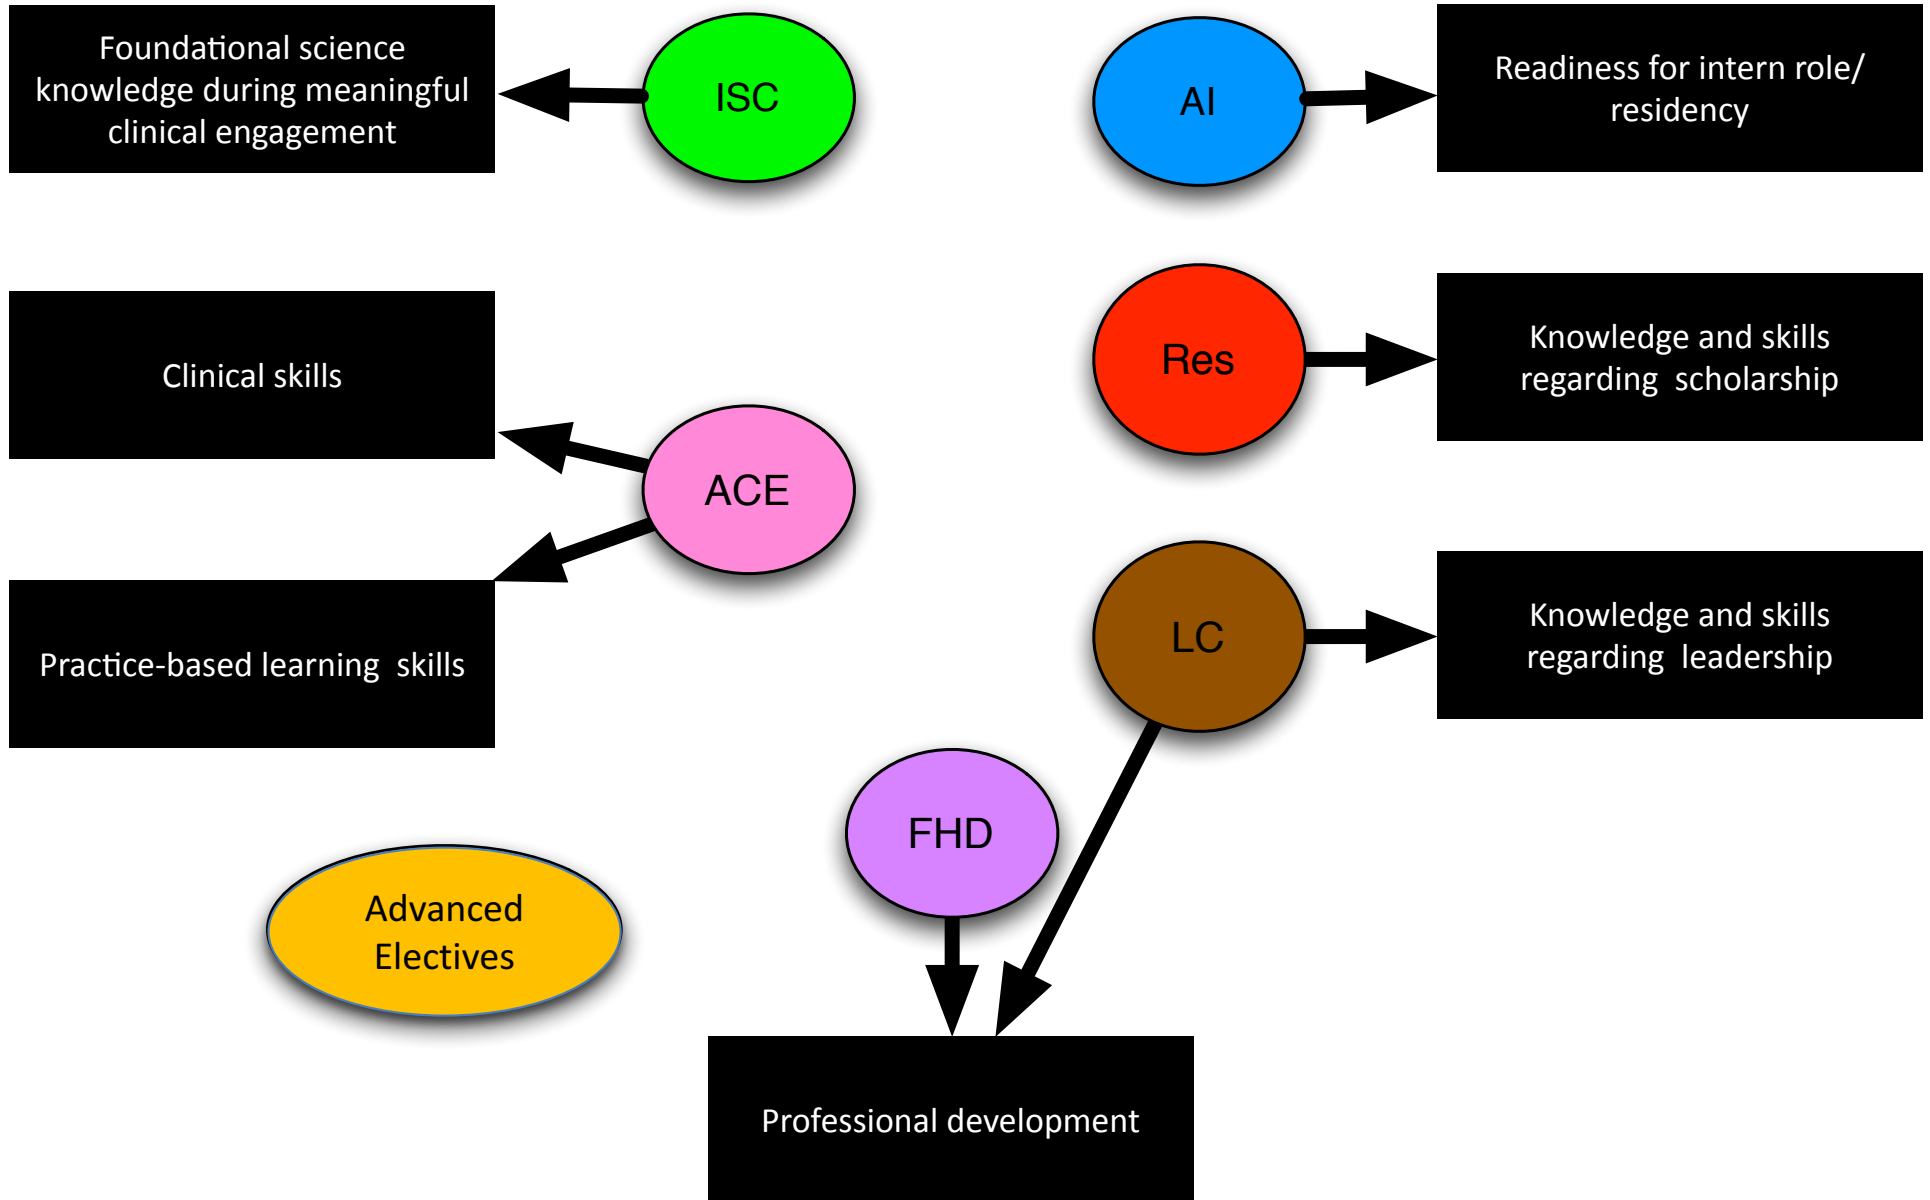 Foundational science
knowledge during meaningful
clinical engagement
ISC
AI
Readiness for intern role/
residency
Clinical skills
ACE
Res
Knowledge and skills
regarding  scholarship
Practice-based learning  skills
LC
Knowledge and skills
regarding  leadership
FHD
Advanced
Electives
Professional development